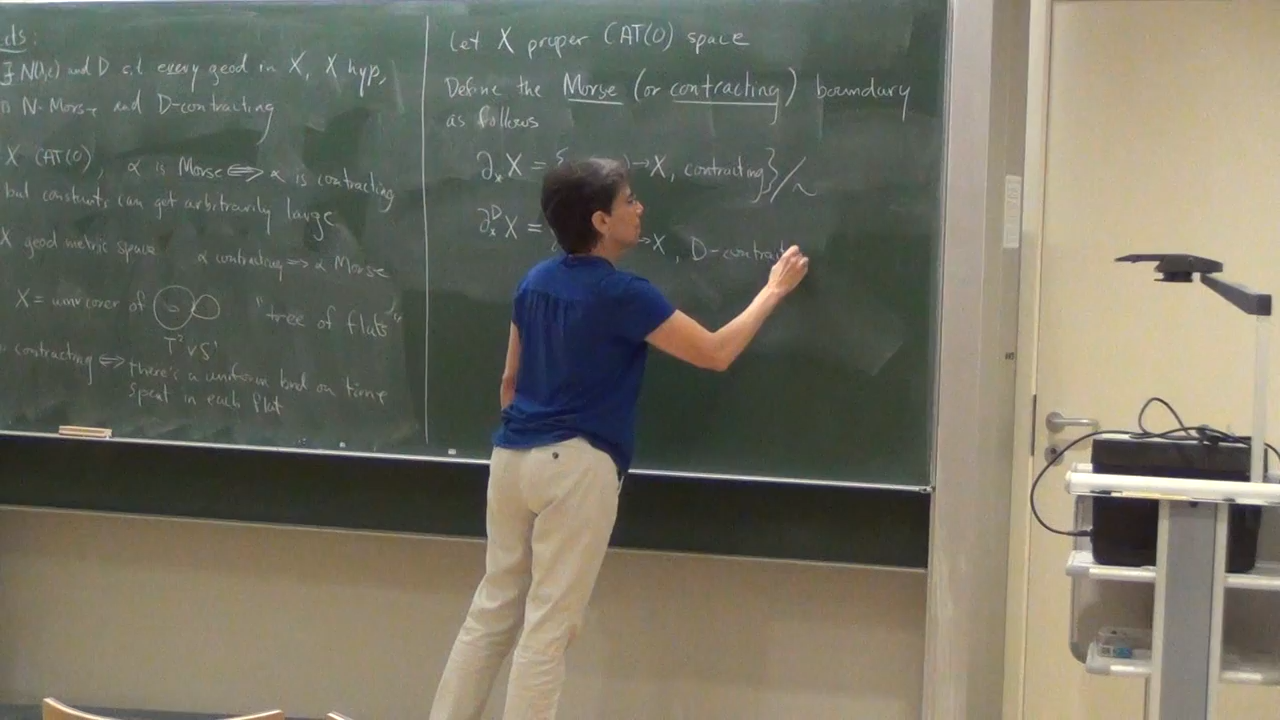 ∃ N(λ,ε) and D s.t every geod in X, X hyp,
N-Morse and D-contracting
X CAT(0), α is Morse ⟺ α is contracting
but constants can get arbitrarily large
X geod metric space α contracting ⟹ α Morse
X = univ cover of "tree of flats"
T² ∨ S¹
contracting ⟺ there's a uniform bnd on time
spent in each flat
Let X proper CAT(0) space
Define the Morse (or contracting) boundary
as follows
∂ₓX = { ) → X, contracting}/~
∂ₓᴰX = → X, D-contract